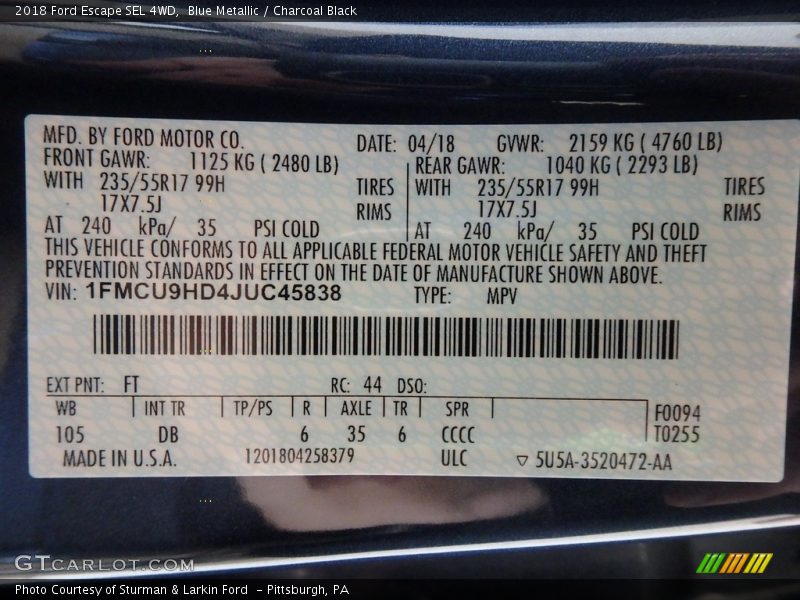 2018 Ford Escape SEL 4WD,  Blue Metallic / Charcoal Black
MFD. BY FORD MOTOR CO. DATE: 04/18 GVWR: 2159 KG ( 4760 LB)
FRONT GAWR: 1125 KG ( 2480 LB) REAR GAWR: 1040 KG ( 2293 LB)
WITH 235/55R17 99H TIRES WITH 235/55R17 99H TIRES
17X7.5J RIMS 17X7.5J RIMS
AT 240 kPa/ 35 PSI COLD AT 240 kPa/ 35 PSI COLD
THIS VEHICLE CONFORMS TO ALL APPLICABLE FEDERAL MOTOR VEHICLE SAFETY AND THEFT
PREVENTION STANDARDS IN EFFECT ON THE DATE OF MANUFACTURE SHOWN ABOVE.
VIN: 1FMCU9HD4JUC45838 TYPE: MPV
EXT PNT: FT RC: 44 DSO:
WB INT TR TP/PS R AXLE TR SPR F0094
105 DB 6 35 6 CCCC T0255
MADE IN U.S.A. 1201804258379 ULC ▽ 5U5A-3520472-AA
GTCARLOT.COM
Photo Courtesy of Sturman & Larkin Ford  - Pittsburgh, PA